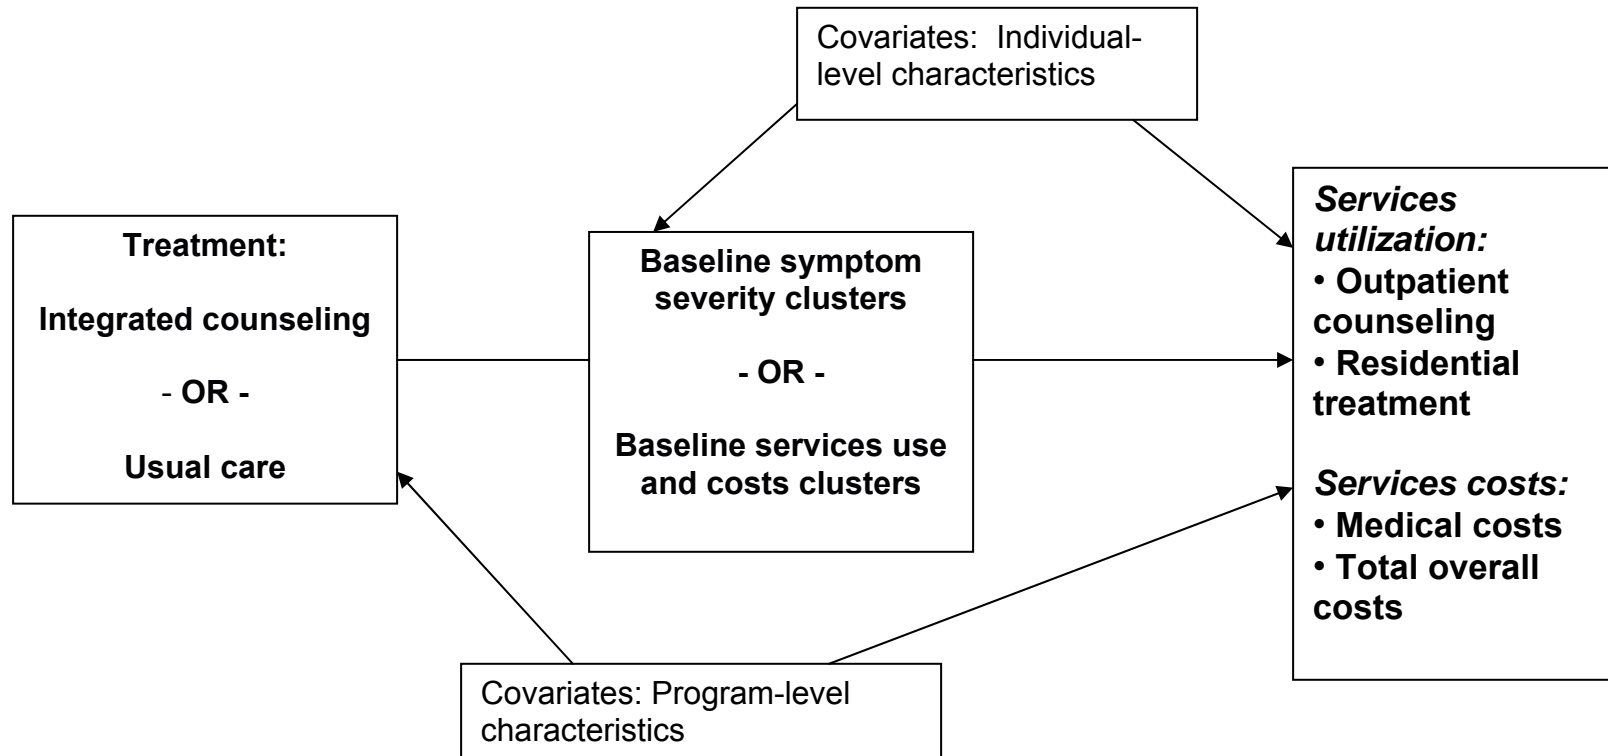 Covariates:  Individual-
level characteristics
Treatment:
Integrated counseling
- OR -
Usual care
Baseline symptom
severity clusters
- OR -
Baseline services use
and costs clusters
Services
utilization:
• Outpatient
counseling
• Residential
treatment
Services costs:
• Medical costs
• Total overall
costs
Covariates: Program-level
characteristics